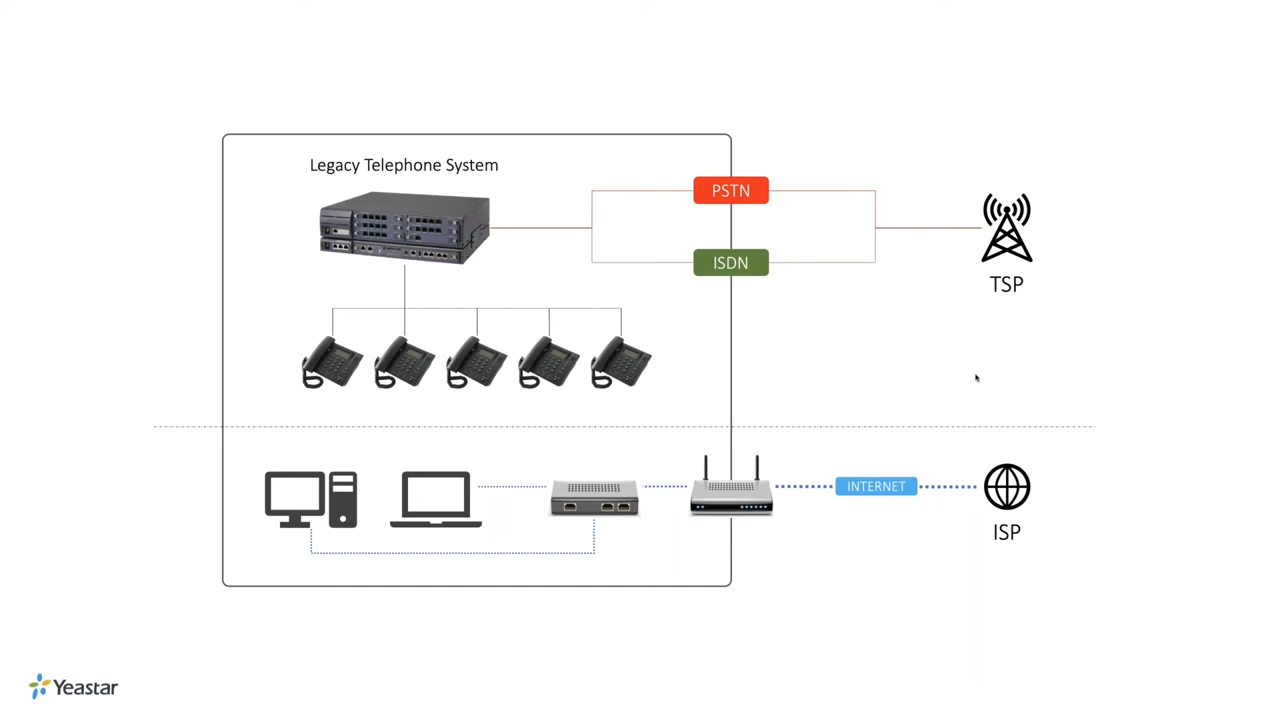 Legacy Telephone System
PSTN
ISDN
TSP
INTERNET
ISP
Yeastar